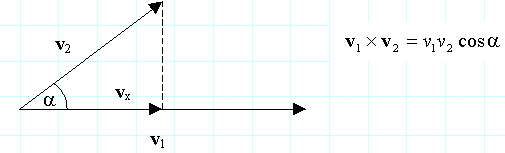 v₂
v₁ × v₂ = v₁v₂ cos α
α
vₓ
v₁